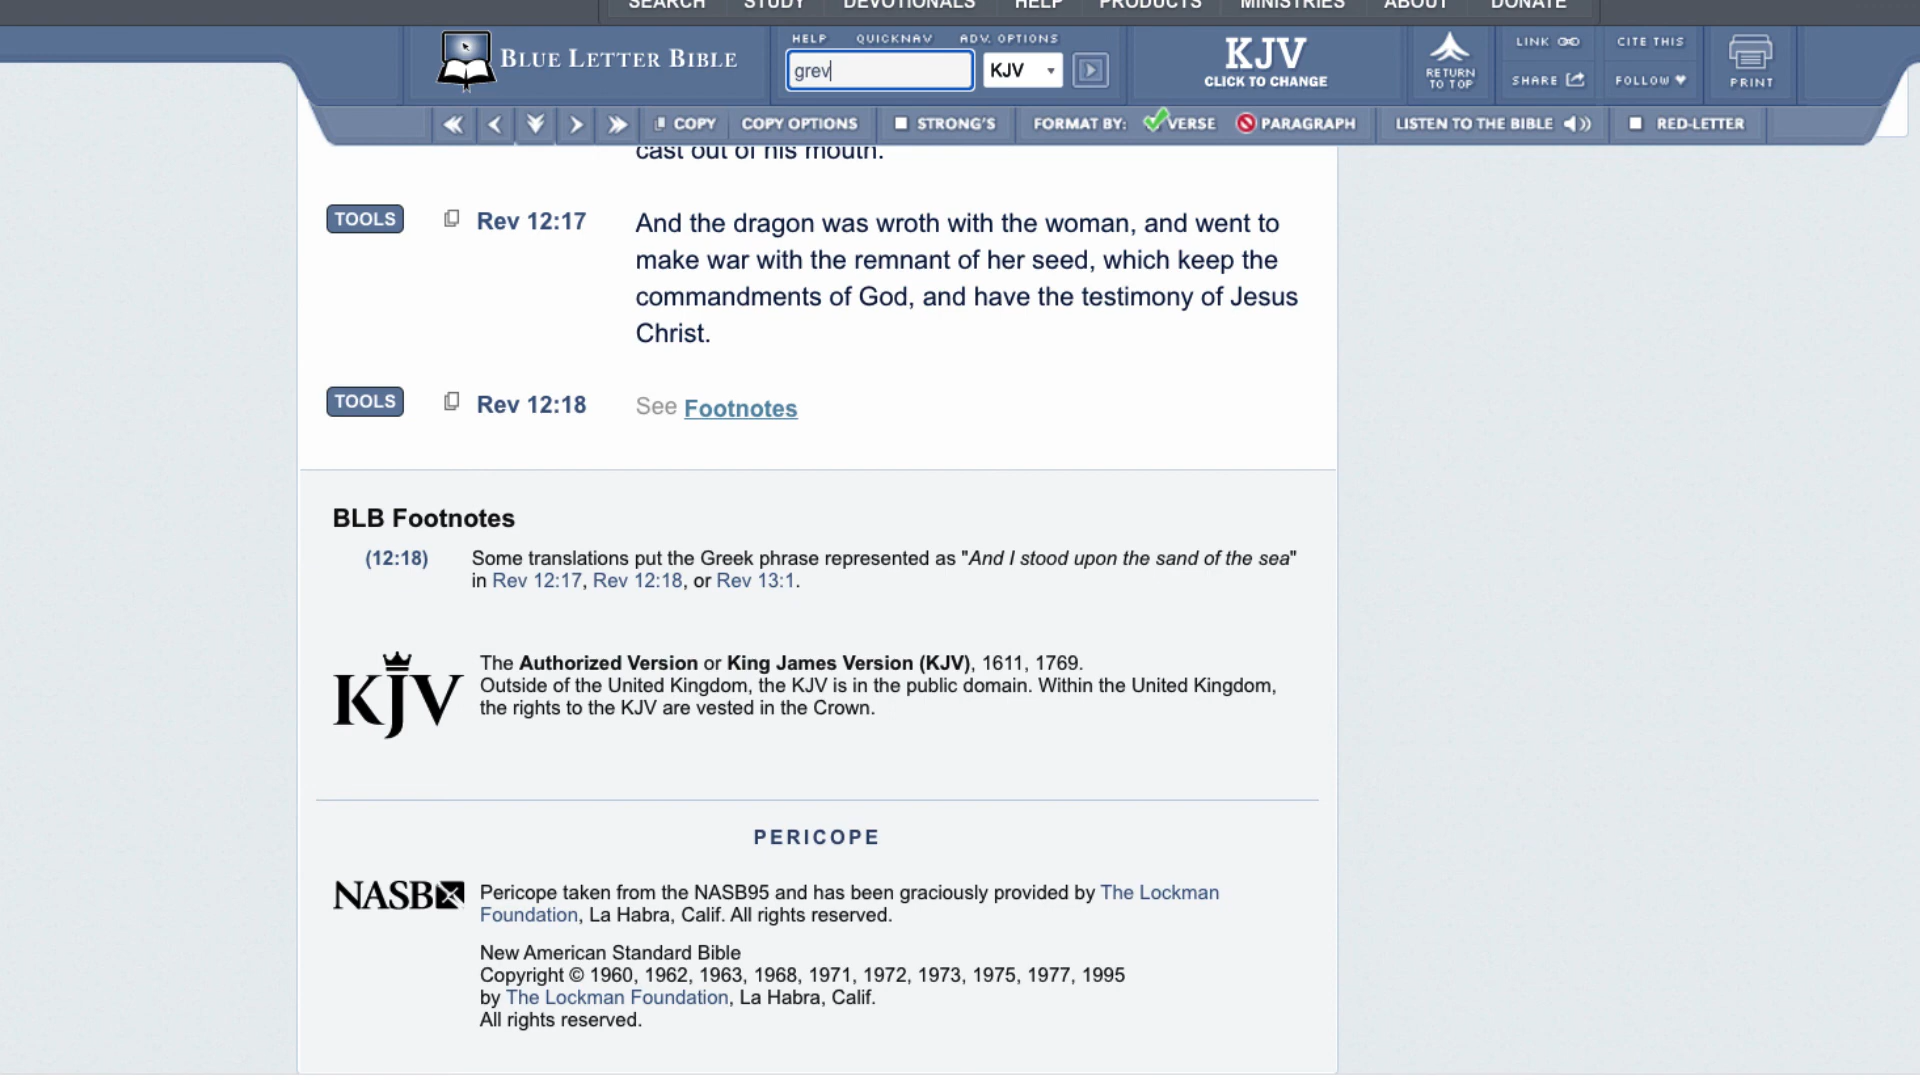 SEARCH STUDY DEVOTIONALS HELP PRODUCTS MINISTRIES ABOUT DONATE
BLUE LETTER BIBLE
HELP QUICKNAV ADV. OPTIONS
grev
KJV
KJV
CLICK TO CHANGE
RETURN
TO TOP
LINK
SHARE
CITE THIS
FOLLOW
PRINT
COPY COPY OPTIONS STRONG'S FORMAT BY: VERSE PARAGRAPH LISTEN TO THE BIBLE RED-LETTER
cast out of his mouth.
TOOLS Rev 12:17 And the dragon was wroth with the woman, and went to
make war with the remnant of her seed, which keep the
commandments of God, and have the testimony of Jesus
Christ.
TOOLS Rev 12:18 See Footnotes
BLB Footnotes
(12:18) Some translations put the Greek phrase represented as "And I stood upon the sand of the sea"
in Rev 12:17, Rev 12:18, or Rev 13:1.
KJV
The Authorized Version or King James Version (KJV), 1611, 1769.
Outside of the United Kingdom, the KJV is in the public domain. Within the United Kingdom,
the rights to the KJV are vested in the Crown.
PERICOPE
NASB
Pericope taken from the NASB95 and has been graciously provided by The Lockman
Foundation, La Habra, Calif. All rights reserved.
New American Standard Bible
Copyright © 1960, 1962, 1963, 1968, 1971, 1972, 1973, 1975, 1977, 1995
by The Lockman Foundation, La Habra, Calif.
All rights reserved.